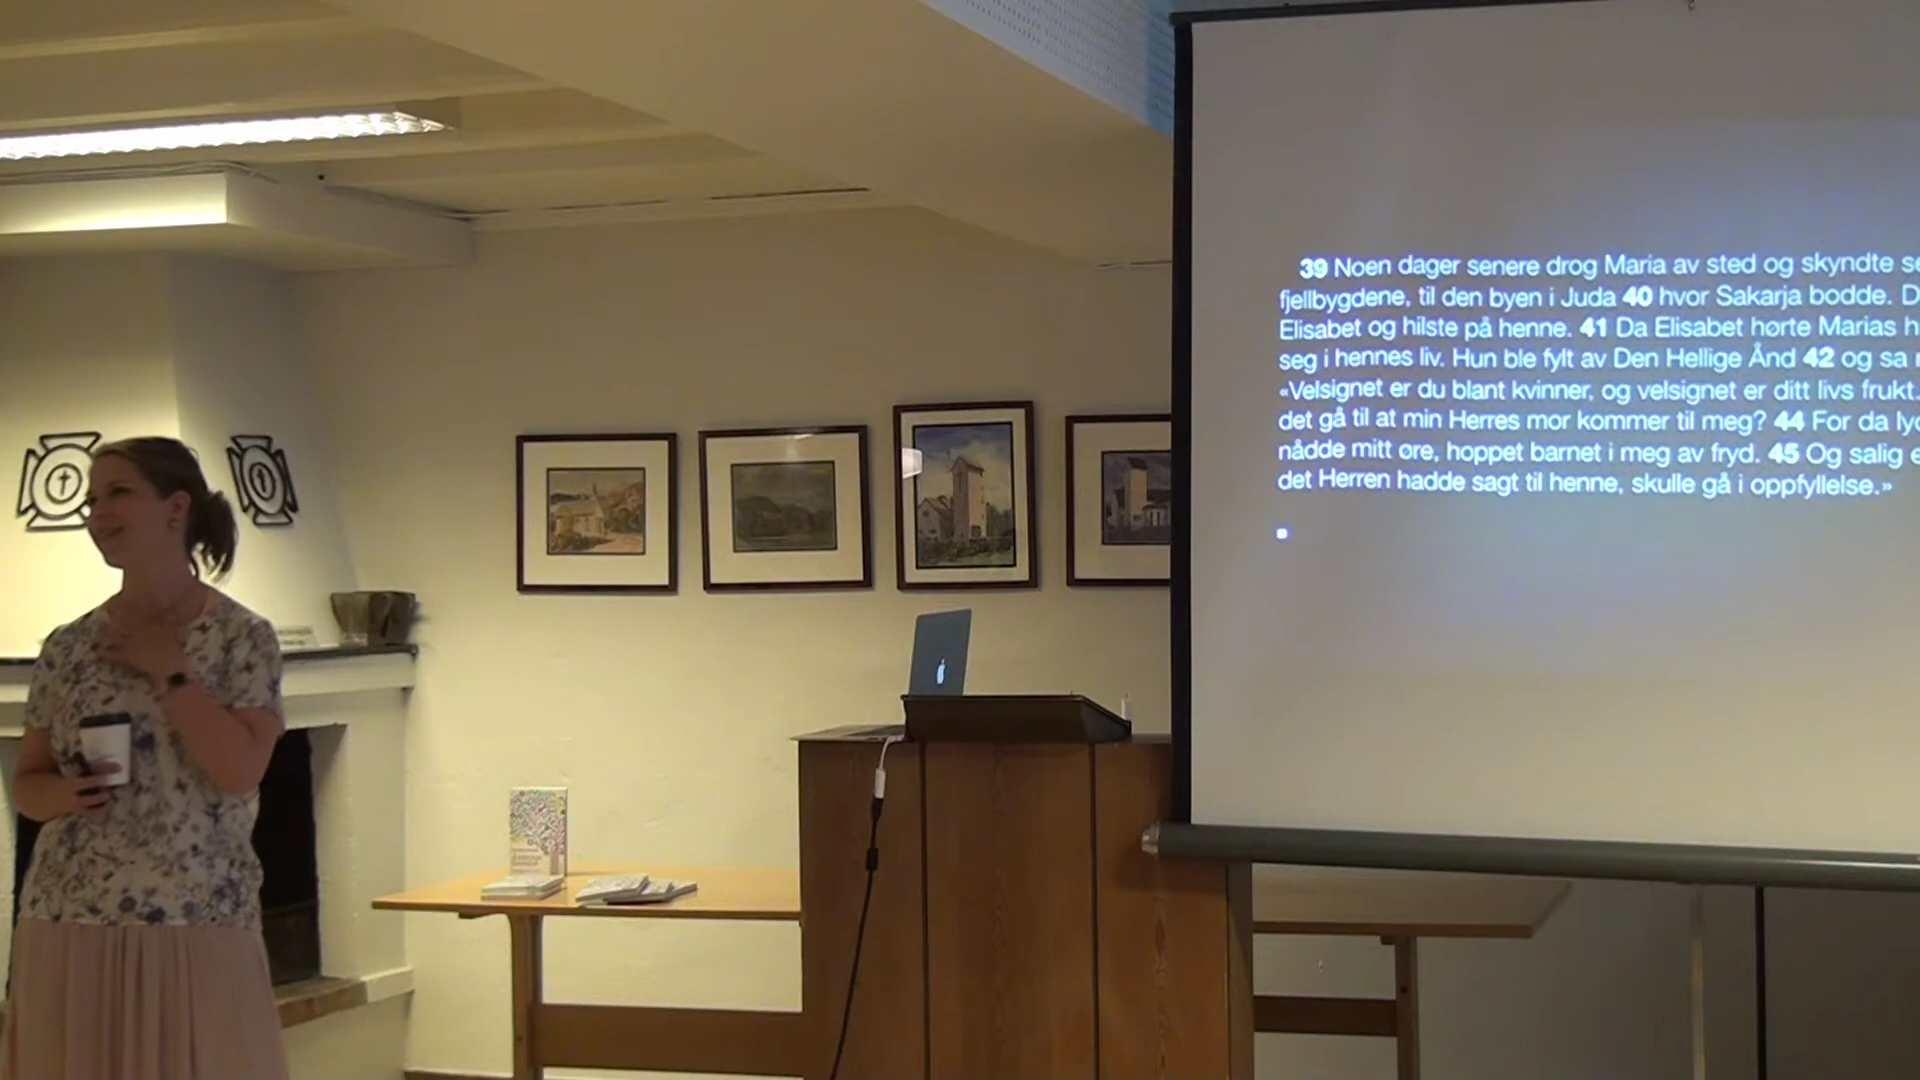 39 Noen dager senere drog Maria av sted og skyndte
fjellbygdene, til den byen i Juda 40 hvor Sakarja bodde.
Elisabet og hilste på henne. 41 Da Elisabet hørte Marias
seg i hennes liv. Hun ble fylt av Den Hellige Ånd 42 og sa
«Velsignet er du blant kvinner, og velsignet er ditt livs frukt.
det gå til at min Herres mor kommer til meg? 44 For da
nådde mitt øre, hoppet barnet i meg av fryd. 45 Og salig
det Herren hadde sagt til henne, skulle gå i oppfyllelse.»